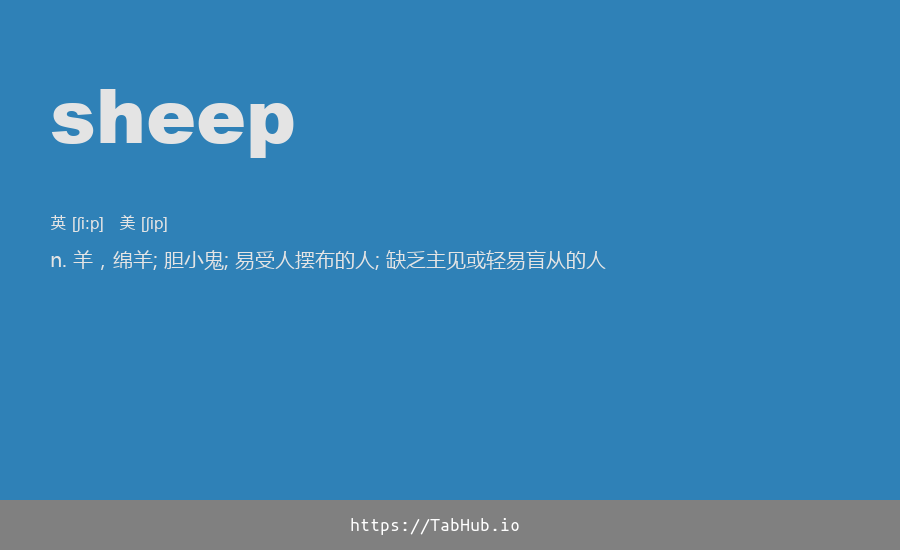 sheep
英 [ʃi:p] 美 [ʃip]
n. 羊，绵羊; 胆小鬼; 易受人摆布的人; 缺乏主见或轻易盲从的人
https://TabHub.io